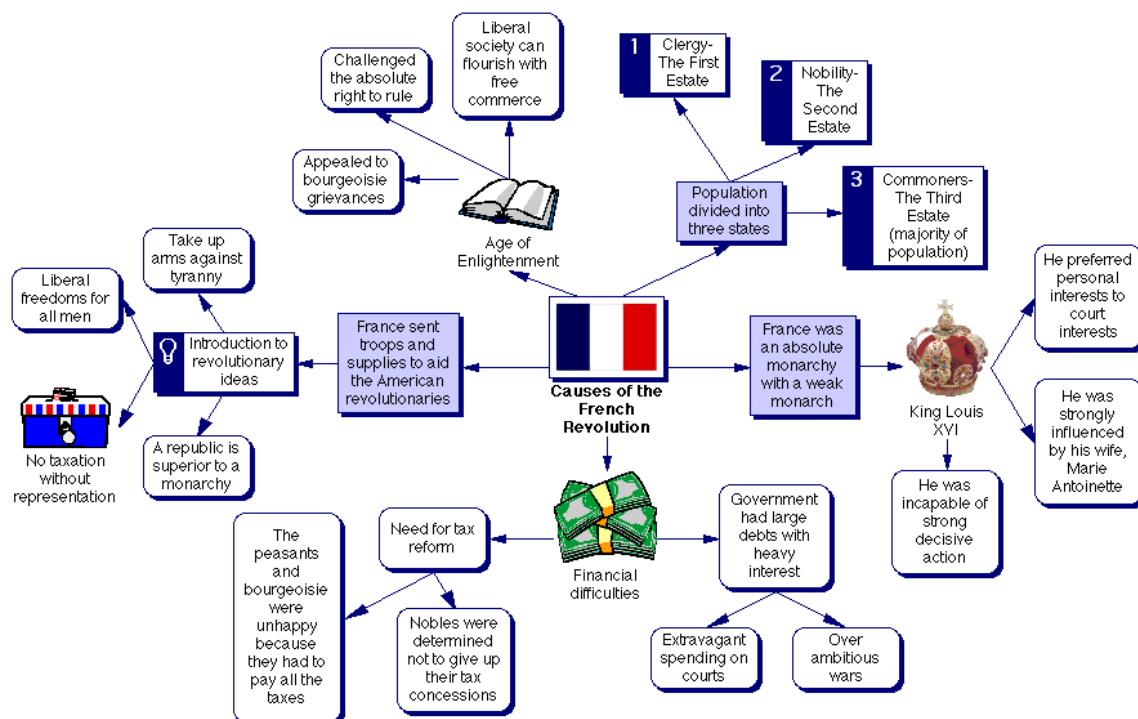 Liberal
society can
flourish with
free
commerce
Challenged
the absolute
right to rule
Appealed to
bourgeoisie
grievances
Age of
Enlightenment
1
Clergy-
The First
Estate
2
Nobility-
The
Second
Estate
3
Commoners-
The Third
Estate
(majority of
population)
Population
divided into
three states
Take up
arms against
tyranny
Liberal
freedoms for
all men
Introduction to
revolutionary
ideas
No taxation
without
representation
A republic is
superior to a
monarchy
France sent
troops and
supplies to aid
the American
revolutionaries
Causes of the
French
Revolution
France was
an absolute
monarchy
with a weak
monarch
King Louis
XVI
He preferred
personal
interests to
court
interests
He was
strongly
influenced
by his wife,
Marie
Antoinette
He was
incapable of
strong
decisive
action
Financial
difficulties
Need for tax
reform
The
peasants
and
bourgeoisie
were
unhappy
because
they had to
pay all the
taxes
Nobles were
determined
not to give up
their tax
concessions
Government
had large
debts with
heavy
interest
Extravagant
spending on
courts
Over
ambitious
wars